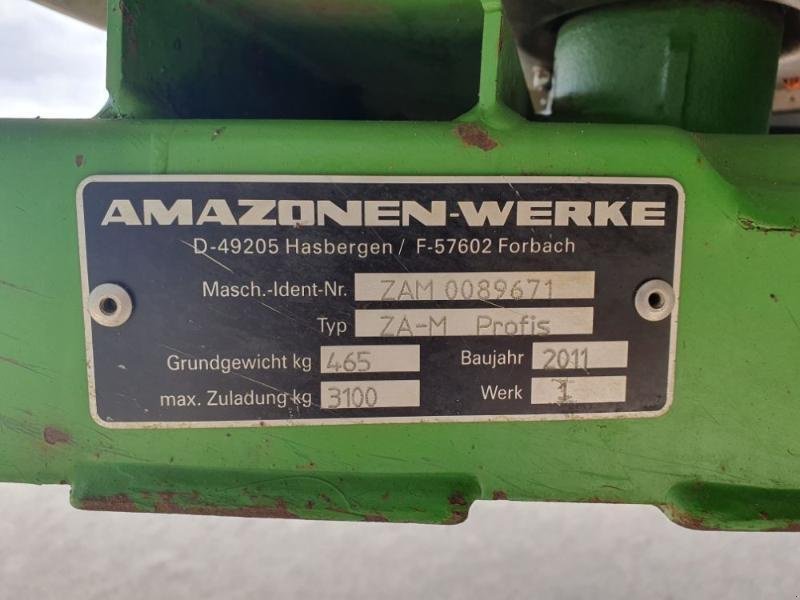 AMAZONEN-WERKE
D-49205 Hasbergen / F-57602 Forbach
Masch.-Ident-Nr. ZAM 0089671
Typ ZA-M Profis
Grundgewicht kg 465 Baujahr 2011
max. Zuladung kg 3100 Werk 1